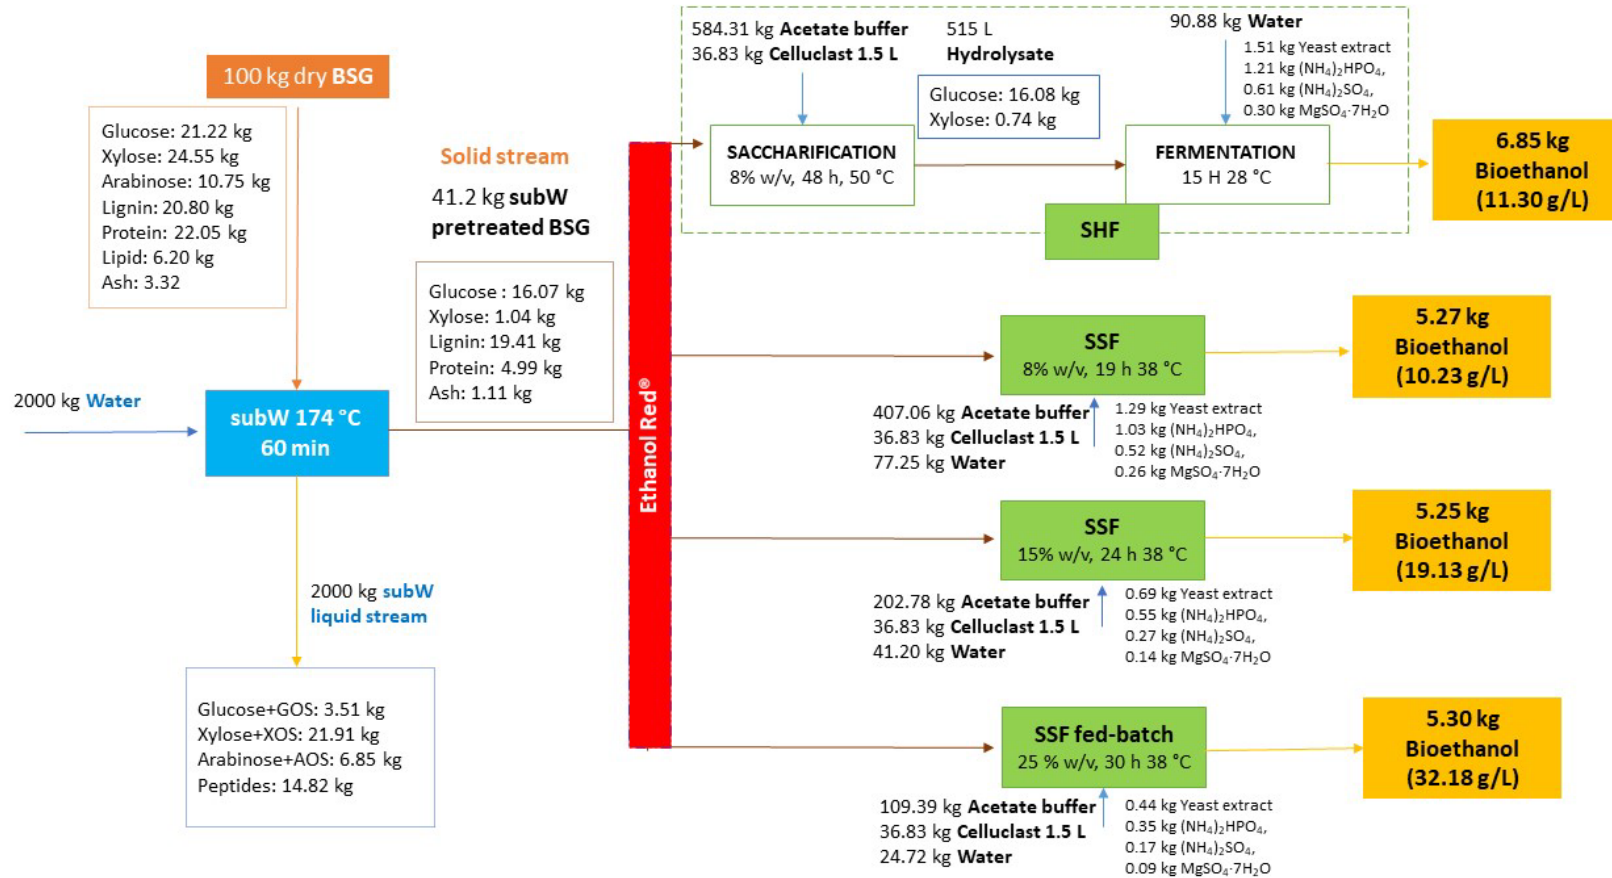 100 kg dry BSG
Glucose: 21.22 kg
Xylose: 24.55 kg
Arabinose: 10.75 kg
Lignin: 20.80 kg
Protein: 22.05 kg
Lipid: 6.20 kg
Ash: 3.32
2000 kg Water
subW 174 °C
60 min
2000 kg subW
liquid stream
Glucose+GOS: 3.51 kg
Xylose+XOS: 21.91 kg
Arabinose+AOS: 6.85 kg
Peptides: 14.82 kg
Solid stream
41.2 kg subW
pretreated BSG
Glucose : 16.07 kg
Xylose: 1.04 kg
Lignin: 19.41 kg
Protein: 4.99 kg
Ash: 1.11 kg
Ethanol Red®
584.31 kg Acetate buffer
36.83 kg Celluclast 1.5 L
515 L
Hydrolysate
Glucose: 16.08 kg
Xylose: 0.74 kg
90.88 kg Water
1.51 kg Yeast extract
1.21 kg (NH₄)₂HPO₄,
0.61 kg (NH₄)₂SO₄,
0.30 kg MgSO₄·7H₂O
SACCHARIFICATION
8% w/v, 48 h, 50 °C
FERMENTATION
15 H 28 °C
SHF
6.85 kg
Bioethanol
(11.30 g/L)
SSF
8% w/v, 19 h 38 °C
407.06 kg Acetate buffer
36.83 kg Celluclast 1.5 L
77.25 kg Water
1.29 kg Yeast extract
1.03 kg (NH₄)₂HPO₄,
0.52 kg (NH₄)₂SO₄,
0.26 kg MgSO₄·7H₂O
5.27 kg
Bioethanol
(10.23 g/L)
SSF
15% w/v, 24 h 38 °C
202.78 kg Acetate buffer
36.83 kg Celluclast 1.5 L
41.20 kg Water
0.69 kg Yeast extract
0.55 kg (NH₄)₂HPO₄,
0.27 kg (NH₄)₂SO₄,
0.14 kg MgSO₄·7H₂O
5.25 kg
Bioethanol
(19.13 g/L)
SSF fed-batch
25 % w/v, 30 h 38 °C
109.39 kg Acetate buffer
36.83 kg Celluclast 1.5 L
24.72 kg Water
0.44 kg Yeast extract
0.35 kg (NH₄)₂HPO₄,
0.17 kg (NH₄)₂SO₄,
0.09 kg MgSO₄·7H₂O
5.30 kg
Bioethanol
(32.18 g/L)